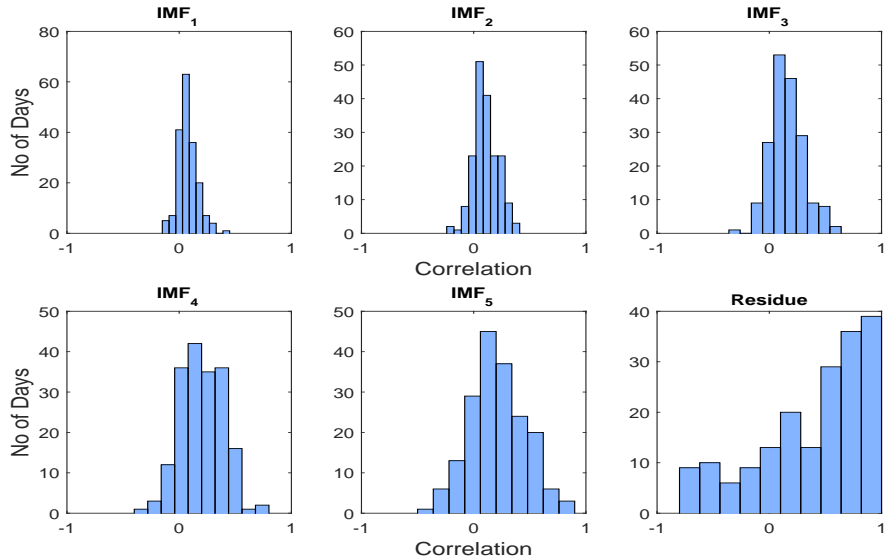 IMF1 IMF2 IMF3
80 60 60
60 50 50
40 40 40
20 30 30
0 20 20
10 10
0 0
No of Days
-1 0 1 -1 0 1 -1 0 1
Correlation
IMF4 IMF5 Residue
50 50 40
40 40 30
30 30 20
20 20 10
10 10 0
0 0
No of Days
-1 0 1 -1 0 1 -1 0 1
Correlation